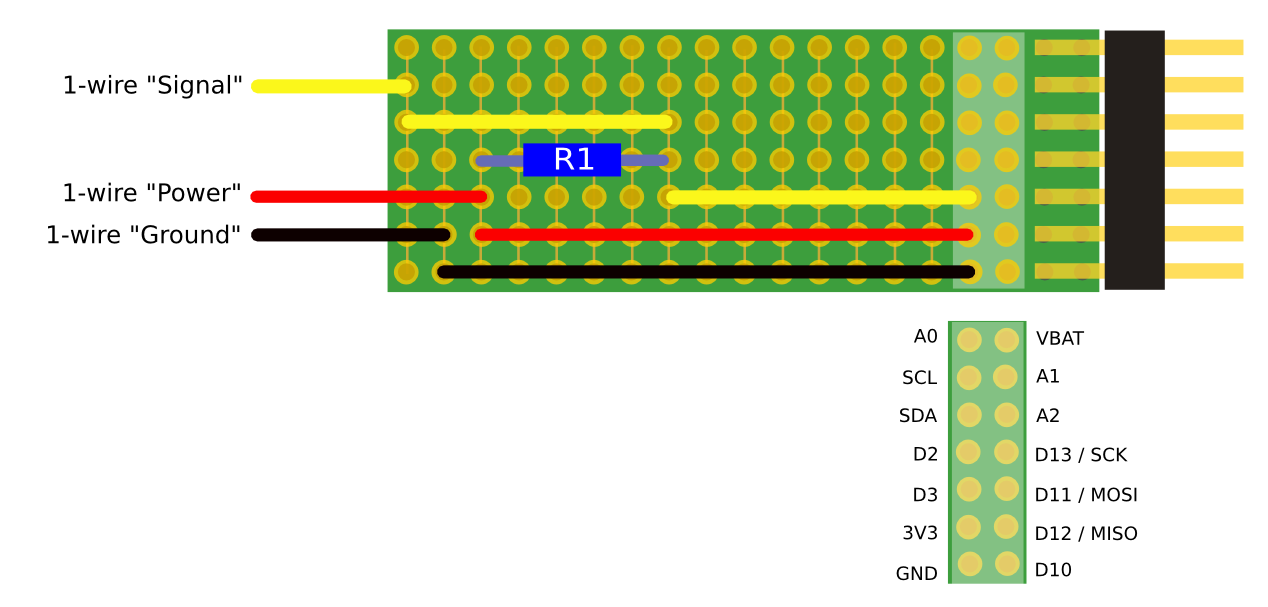 1-wire "Signal"
R1
1-wire "Power"
1-wire "Ground"
A0 VBAT
SCL A1
SDA A2
D2 D13 / SCK
D3 D11 / MOSI
3V3 D12 / MISO
GND D10